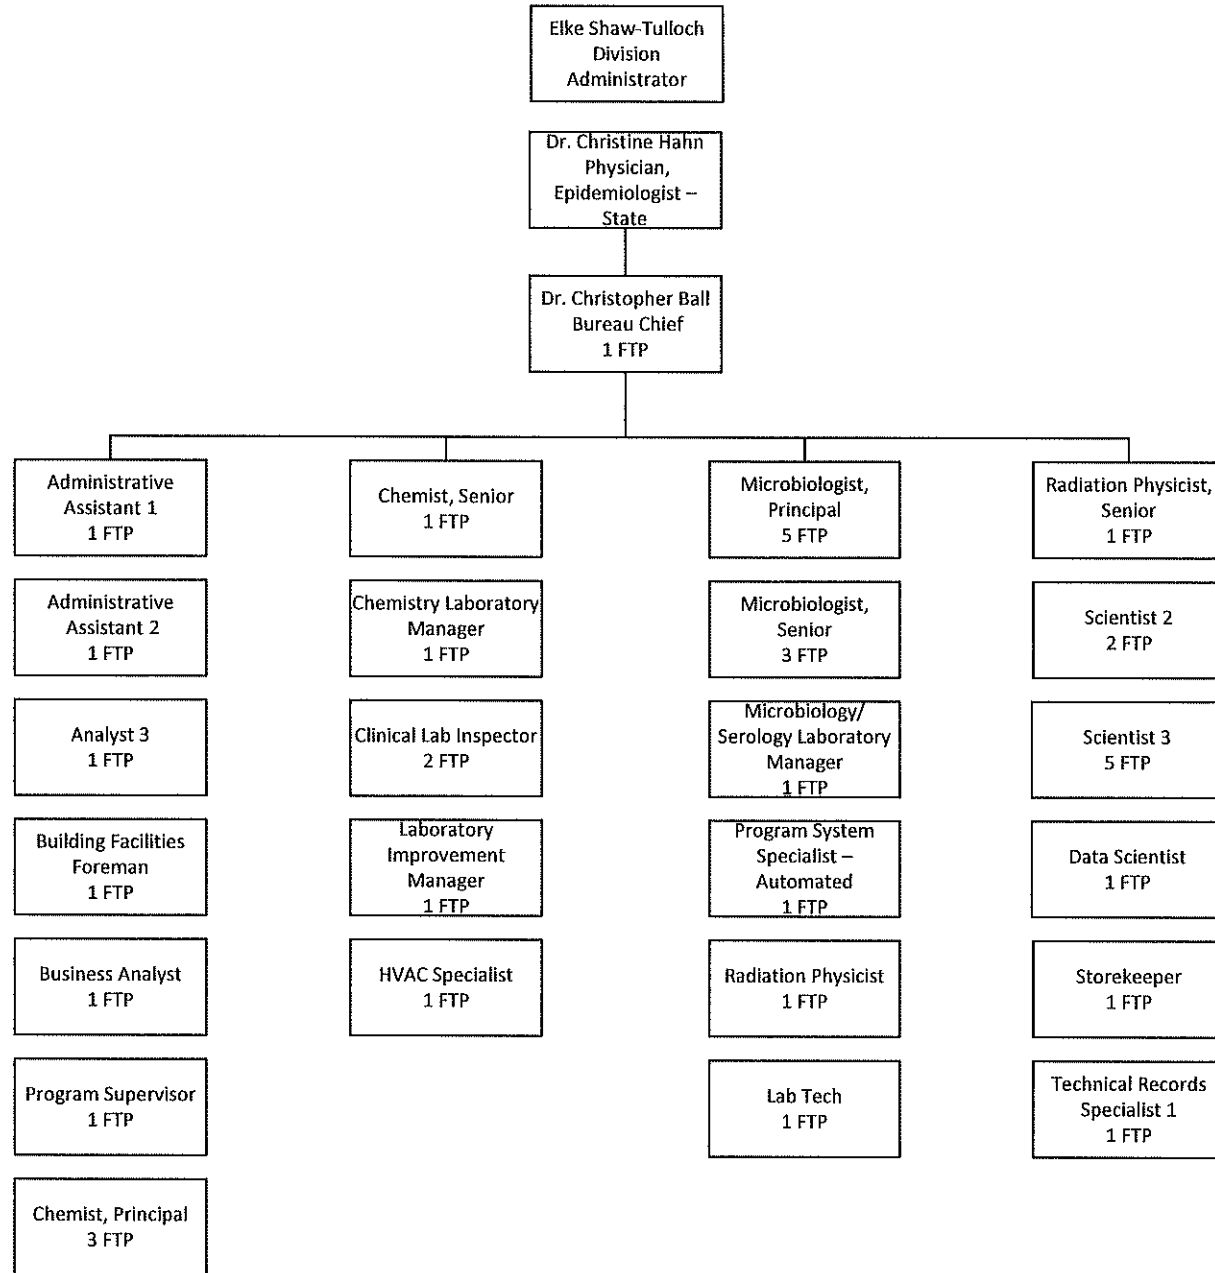 Elke Shaw-Tulloch
Division
Administrator
Dr. Christine Hahn
Physician,
Epidemiologist –
State
Dr. Christopher Ball
Bureau Chief
1 FTP
Administrative
Assistant 1
1 FTP
Administrative
Assistant 2
1 FTP
Analyst 3
1 FTP
Building Facilities
Foreman
1 FTP
Business Analyst
1 FTP
Program Supervisor
1 FTP
Chemist, Principal
3 FTP
Chemist, Senior
1 FTP
Chemistry Laboratory
Manager
1 FTP
Clinical Lab Inspector
2 FTP
Laboratory
Improvement
Manager
1 FTP
HVAC Specialist
1 FTP
Microbiologist,
Principal
5 FTP
Microbiologist,
Senior
3 FTP
Microbiology/
Serology Laboratory
Manager
1 FTP
Program System
Specialist –
Automated
1 FTP
Radiation Physicist
1 FTP
Lab Tech
1 FTP
Radiation Physicist,
Senior
1 FTP
Scientist 2
2 FTP
Scientist 3
5 FTP
Data Scientist
1 FTP
Storekeeper
1 FTP
Technical Records
Specialist 1
1 FTP